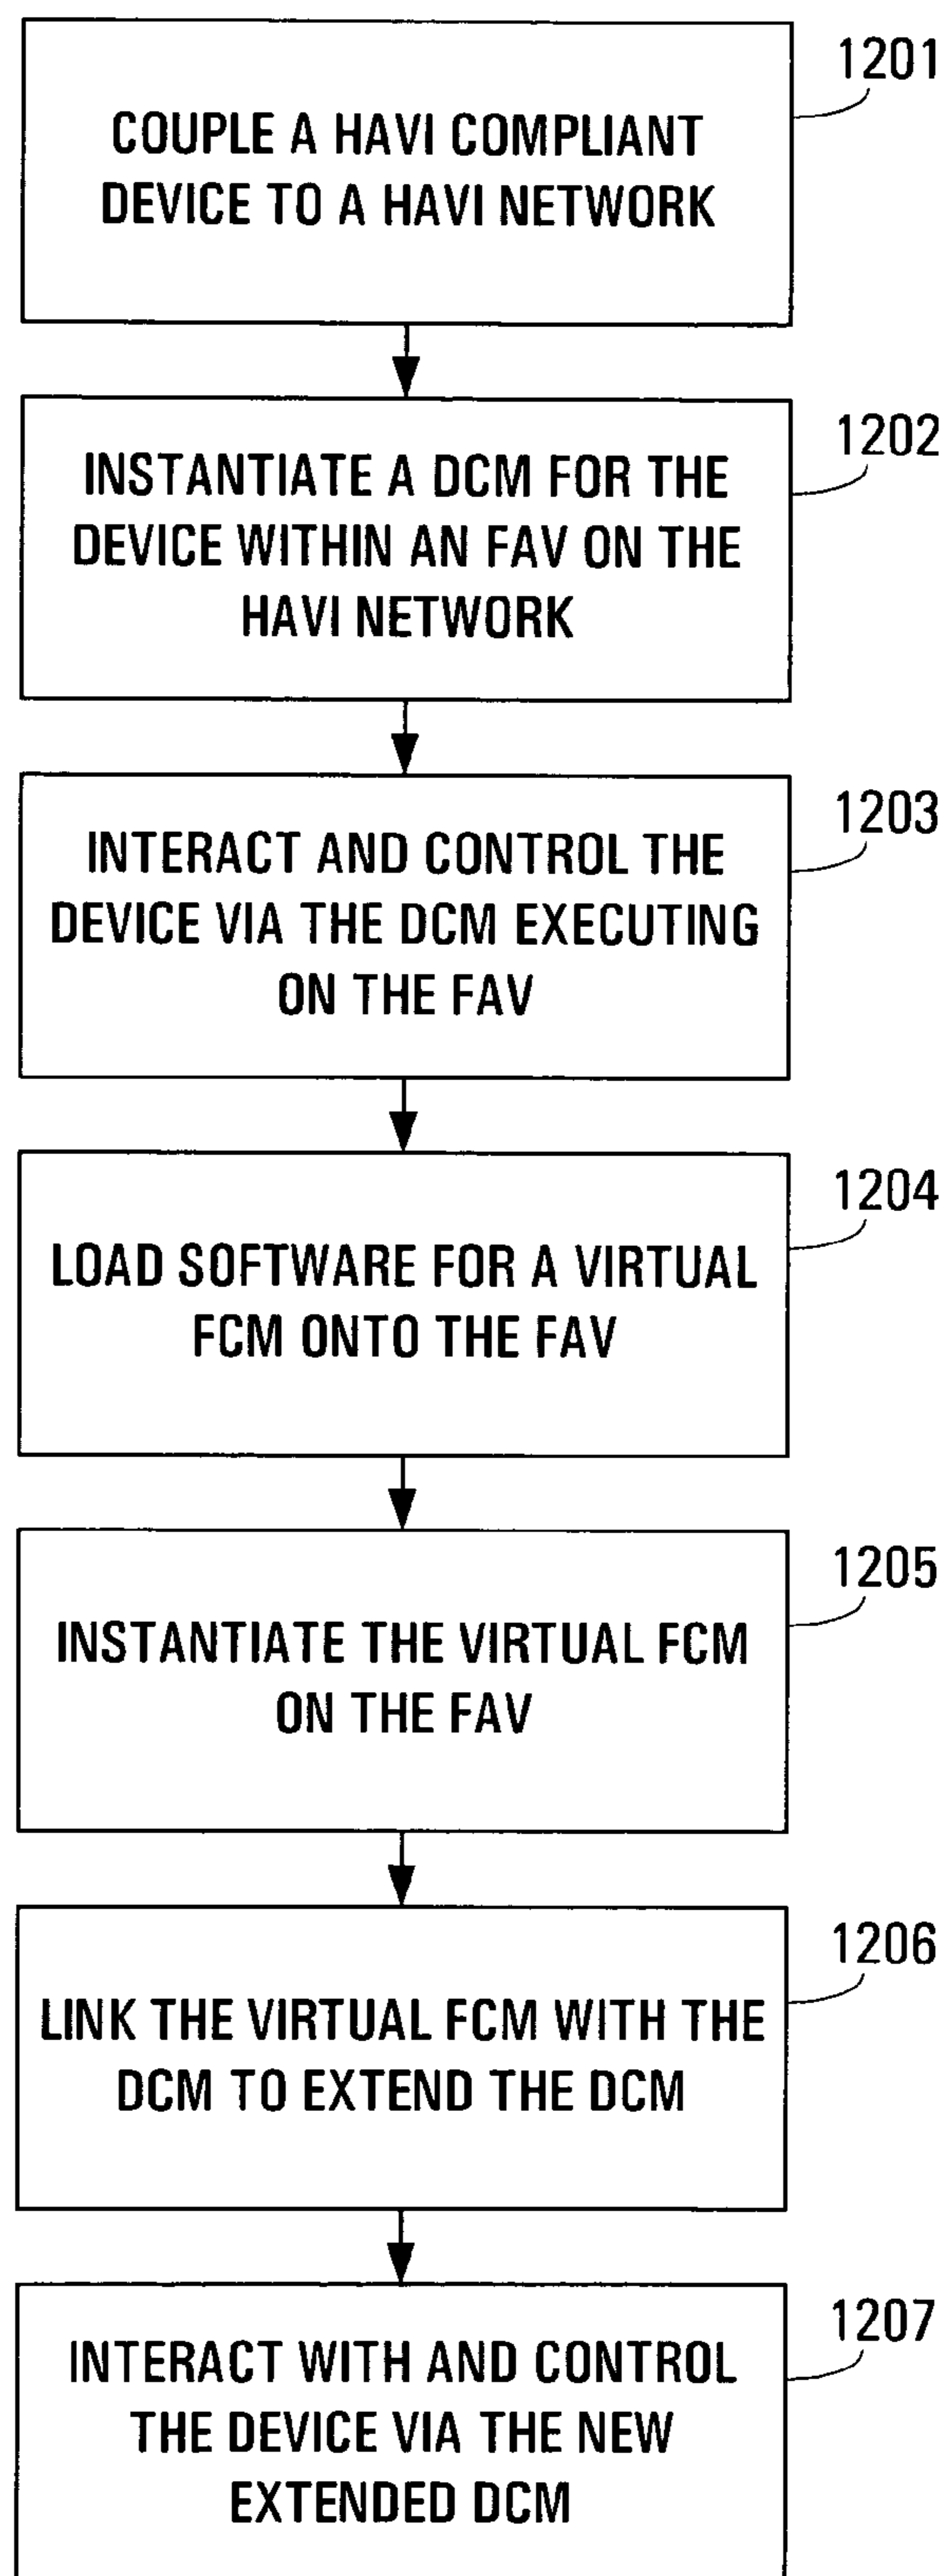 1201
COUPLE A HAVI COMPLIANT
DEVICE TO A HAVI NETWORK
1202
INSTANTIATE A DCM FOR THE
DEVICE WITHIN AN FAV ON THE
HAVI NETWORK
1203
INTERACT AND CONTROL THE
DEVICE VIA THE DCM EXECUTING
ON THE FAV
1204
LOAD SOFTWARE FOR A VIRTUAL
FCM ONTO THE FAV
1205
INSTANTIATE THE VIRTUAL FCM
ON THE FAV
1206
LINK THE VIRTUAL FCM WITH THE
DCM TO EXTEND THE DCM
1207
INTERACT WITH AND CONTROL
THE DEVICE VIA THE NEW
EXTENDED DCM